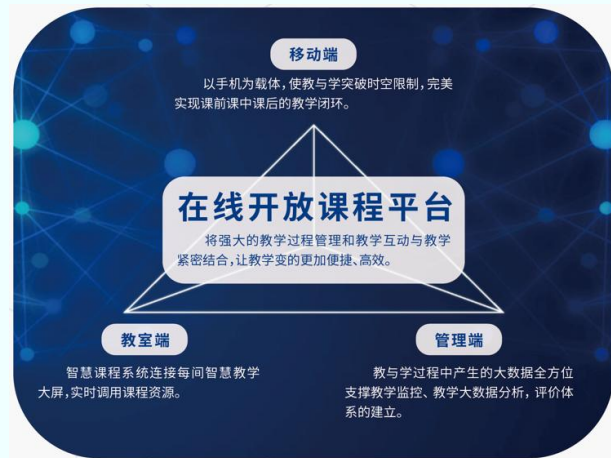 移动端
以手机为载体,使教与学突破时空限制,完美
实现课前课中课后的教学闭环。
在线开放课程平台
将强大的教学过程管理和教学互动与教学
紧密结合,让教学变的更加便捷、高效。
教室端
智慧课程系统连接每间智慧教学
大屏,实时调用课程资源。
管理端
教与学过程中产生的大数据全方位
支撑教学监控、教学大数据分析，评价体
系的建立。